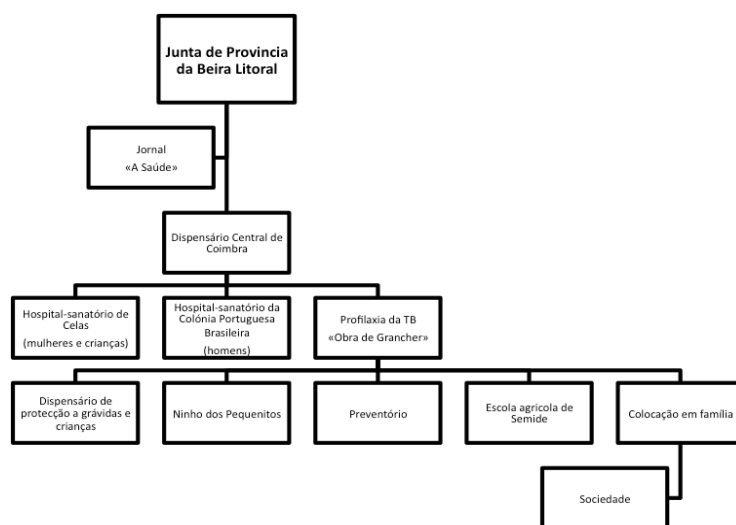 Junta de Provincia
da Beira Litoral
Jornal
«A Saúde»
Dispensário Central de
Coimbra
Hospital-sanatório de
Celas
(mulheres e crianças)
Hospital-sanatório da
Colónia Portuguesa
Brasileira
(homens)
Profilaxia da TB
«Obra de Grancher»
Dispensário de
protecção a grávidas e
crianças
Ninho dos Pequenitos
Preventório
Escola agricola de
Semide
Colocação em família
Sociedade